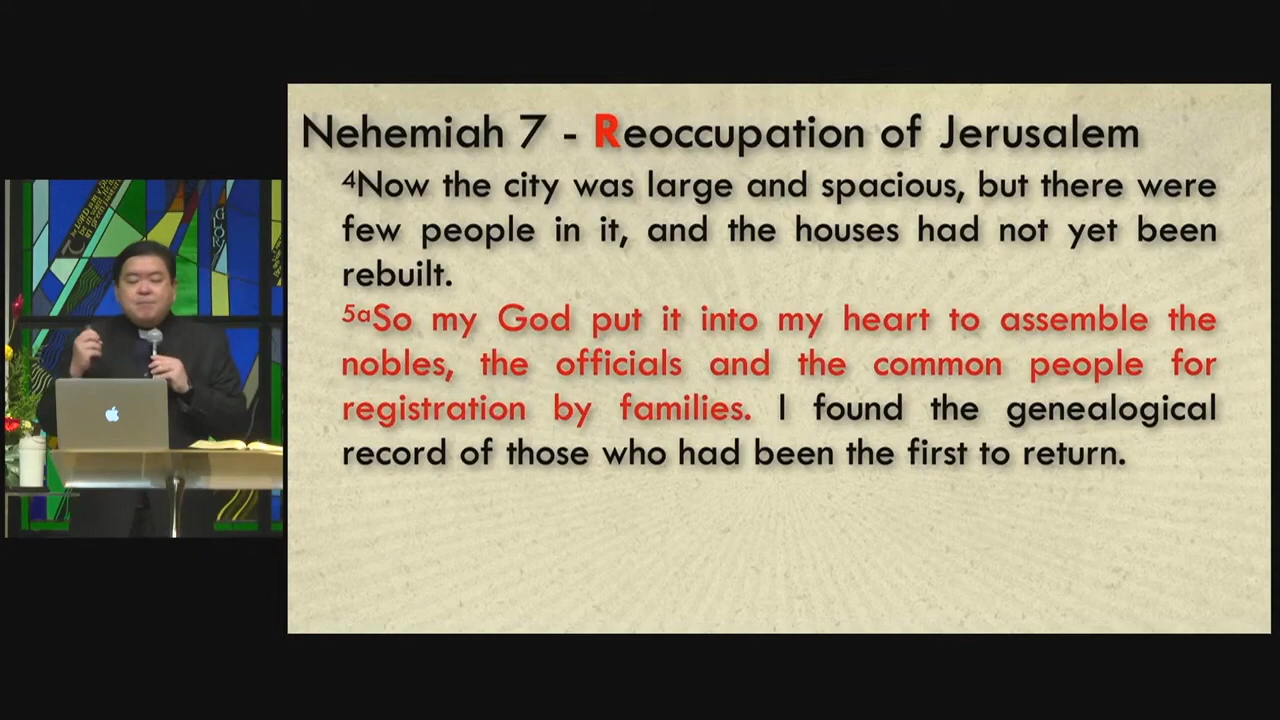 Nehemiah 7 - Reoccupation of Jerusalem
4Now the city was large and spacious, but there were
few people in it, and the houses had not yet been
rebuilt.
5aSo my God put it into my heart to assemble the
nobles, the officials and the common people for
registration by families. I found the genealogical
record of those who had been the first to return.